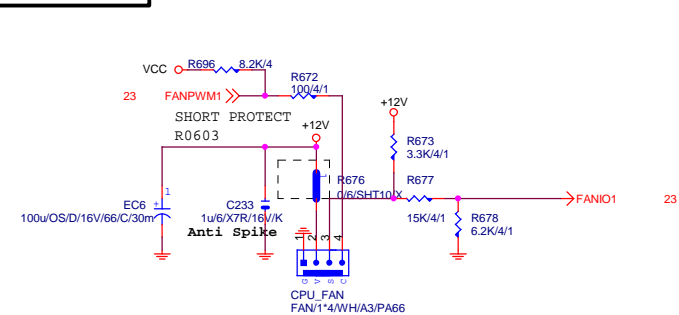 VCC
R696
8.2K/4
R672
100/4/1
23
FANPWM1
+12V
SHORT PROTECT
R0603
+12V
R673
3.3K/4/1
1
R676
0/6/SHT10/X
R677
FANIO1
23
EC6
+
100u/OS/D/16V/66/C/30m
C233
1u/6/X7R/16V/K
Anti Spike
15K/4/1
R678
6.2K/4/1
1
2
3
4
G
V
S
C
CPU_FAN
FAN/1*4/WH/A3/PA66